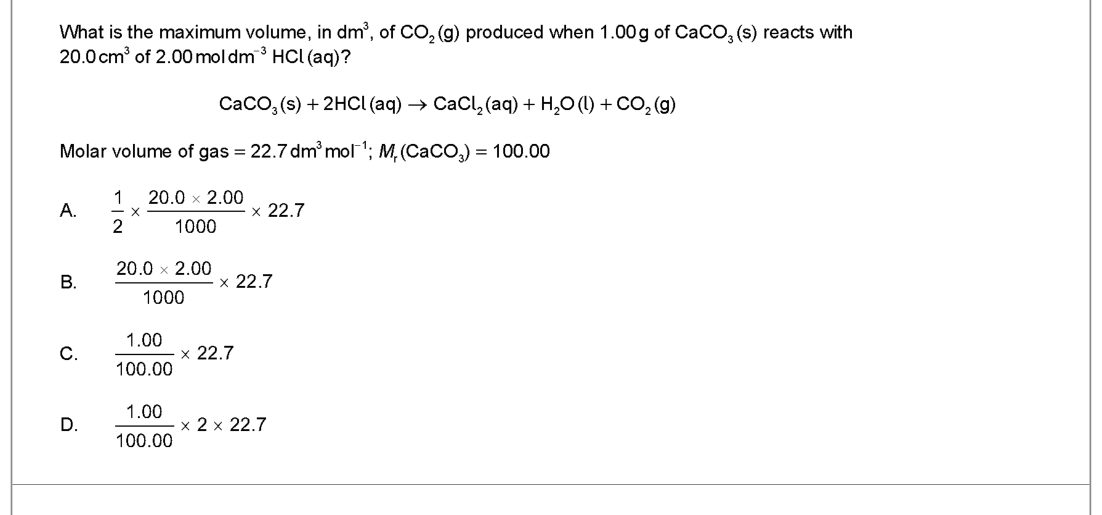 What is the maximum volume, in dm³, of CO₂(g) produced when 1.00 g of CaCO₃(s) reacts with
20.0 cm³ of 2.00 mol dm⁻³ HCl(aq)?
CaCO₃(s) + 2HCl(aq) → CaCl₂(aq) + H₂O(l) + CO₂(g)
Molar volume of gas = 22.7 dm³ mol⁻¹; Mᵣ(CaCO₃) = 100.00
A. 1/2 × (20.0 × 2.00)/1000 × 22.7
B. (20.0 × 2.00)/1000 × 22.7
C. 1.00/100.00 × 22.7
D. 1.00/100.00 × 2 × 22.7